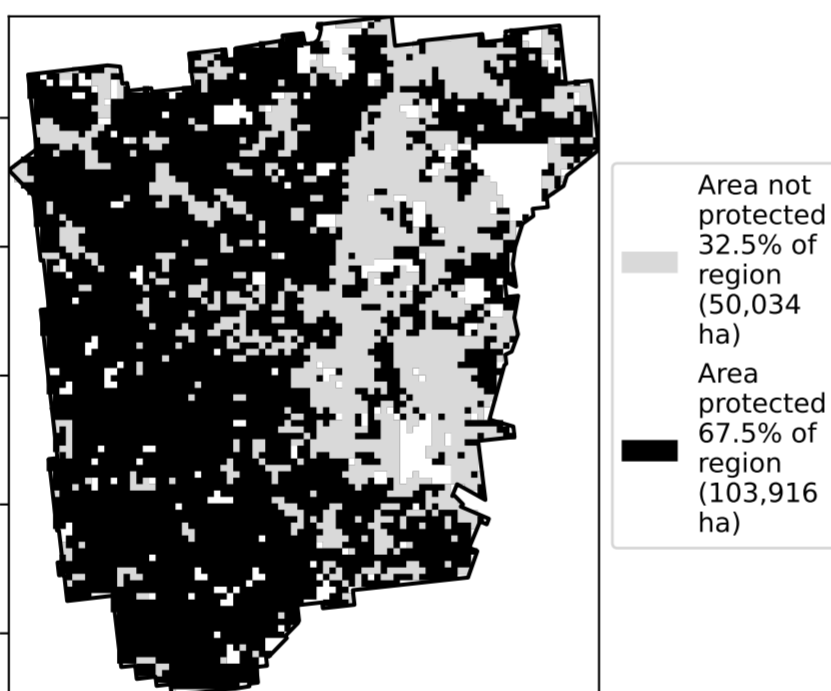 Area not
protected
32.5% of
region
(50,034
ha)
Area
protected
67.5% of
region
(103,916
ha)